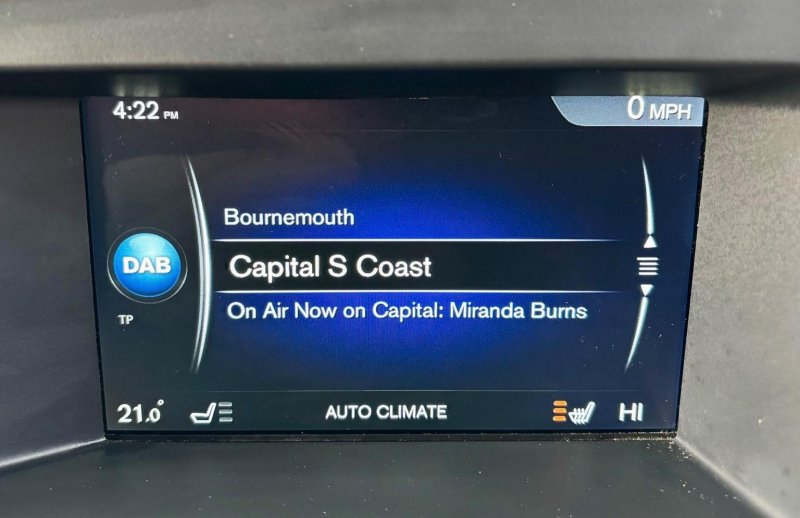 4:22 PM
0 MPH
Bournemouth
DAB
Capital S Coast
TP
On Air Now on Capital: Miranda Burns
21.0°
AUTO CLIMATE
HI